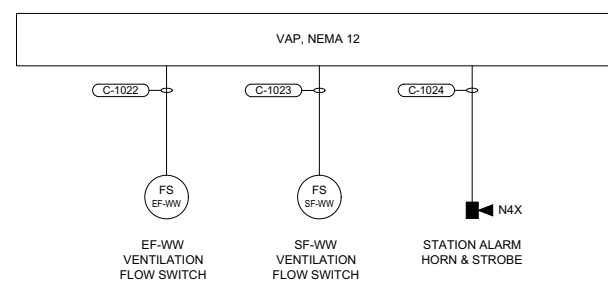 VAP, NEMA 12
C-1022
C-1023
C-1024
FS
EF-WW
FS
SF-WW
N4X
EF-WW
VENTILATION
FLOW SWITCH
SF-WW
VENTILATION
FLOW SWITCH
STATION ALARM
HORN & STROBE